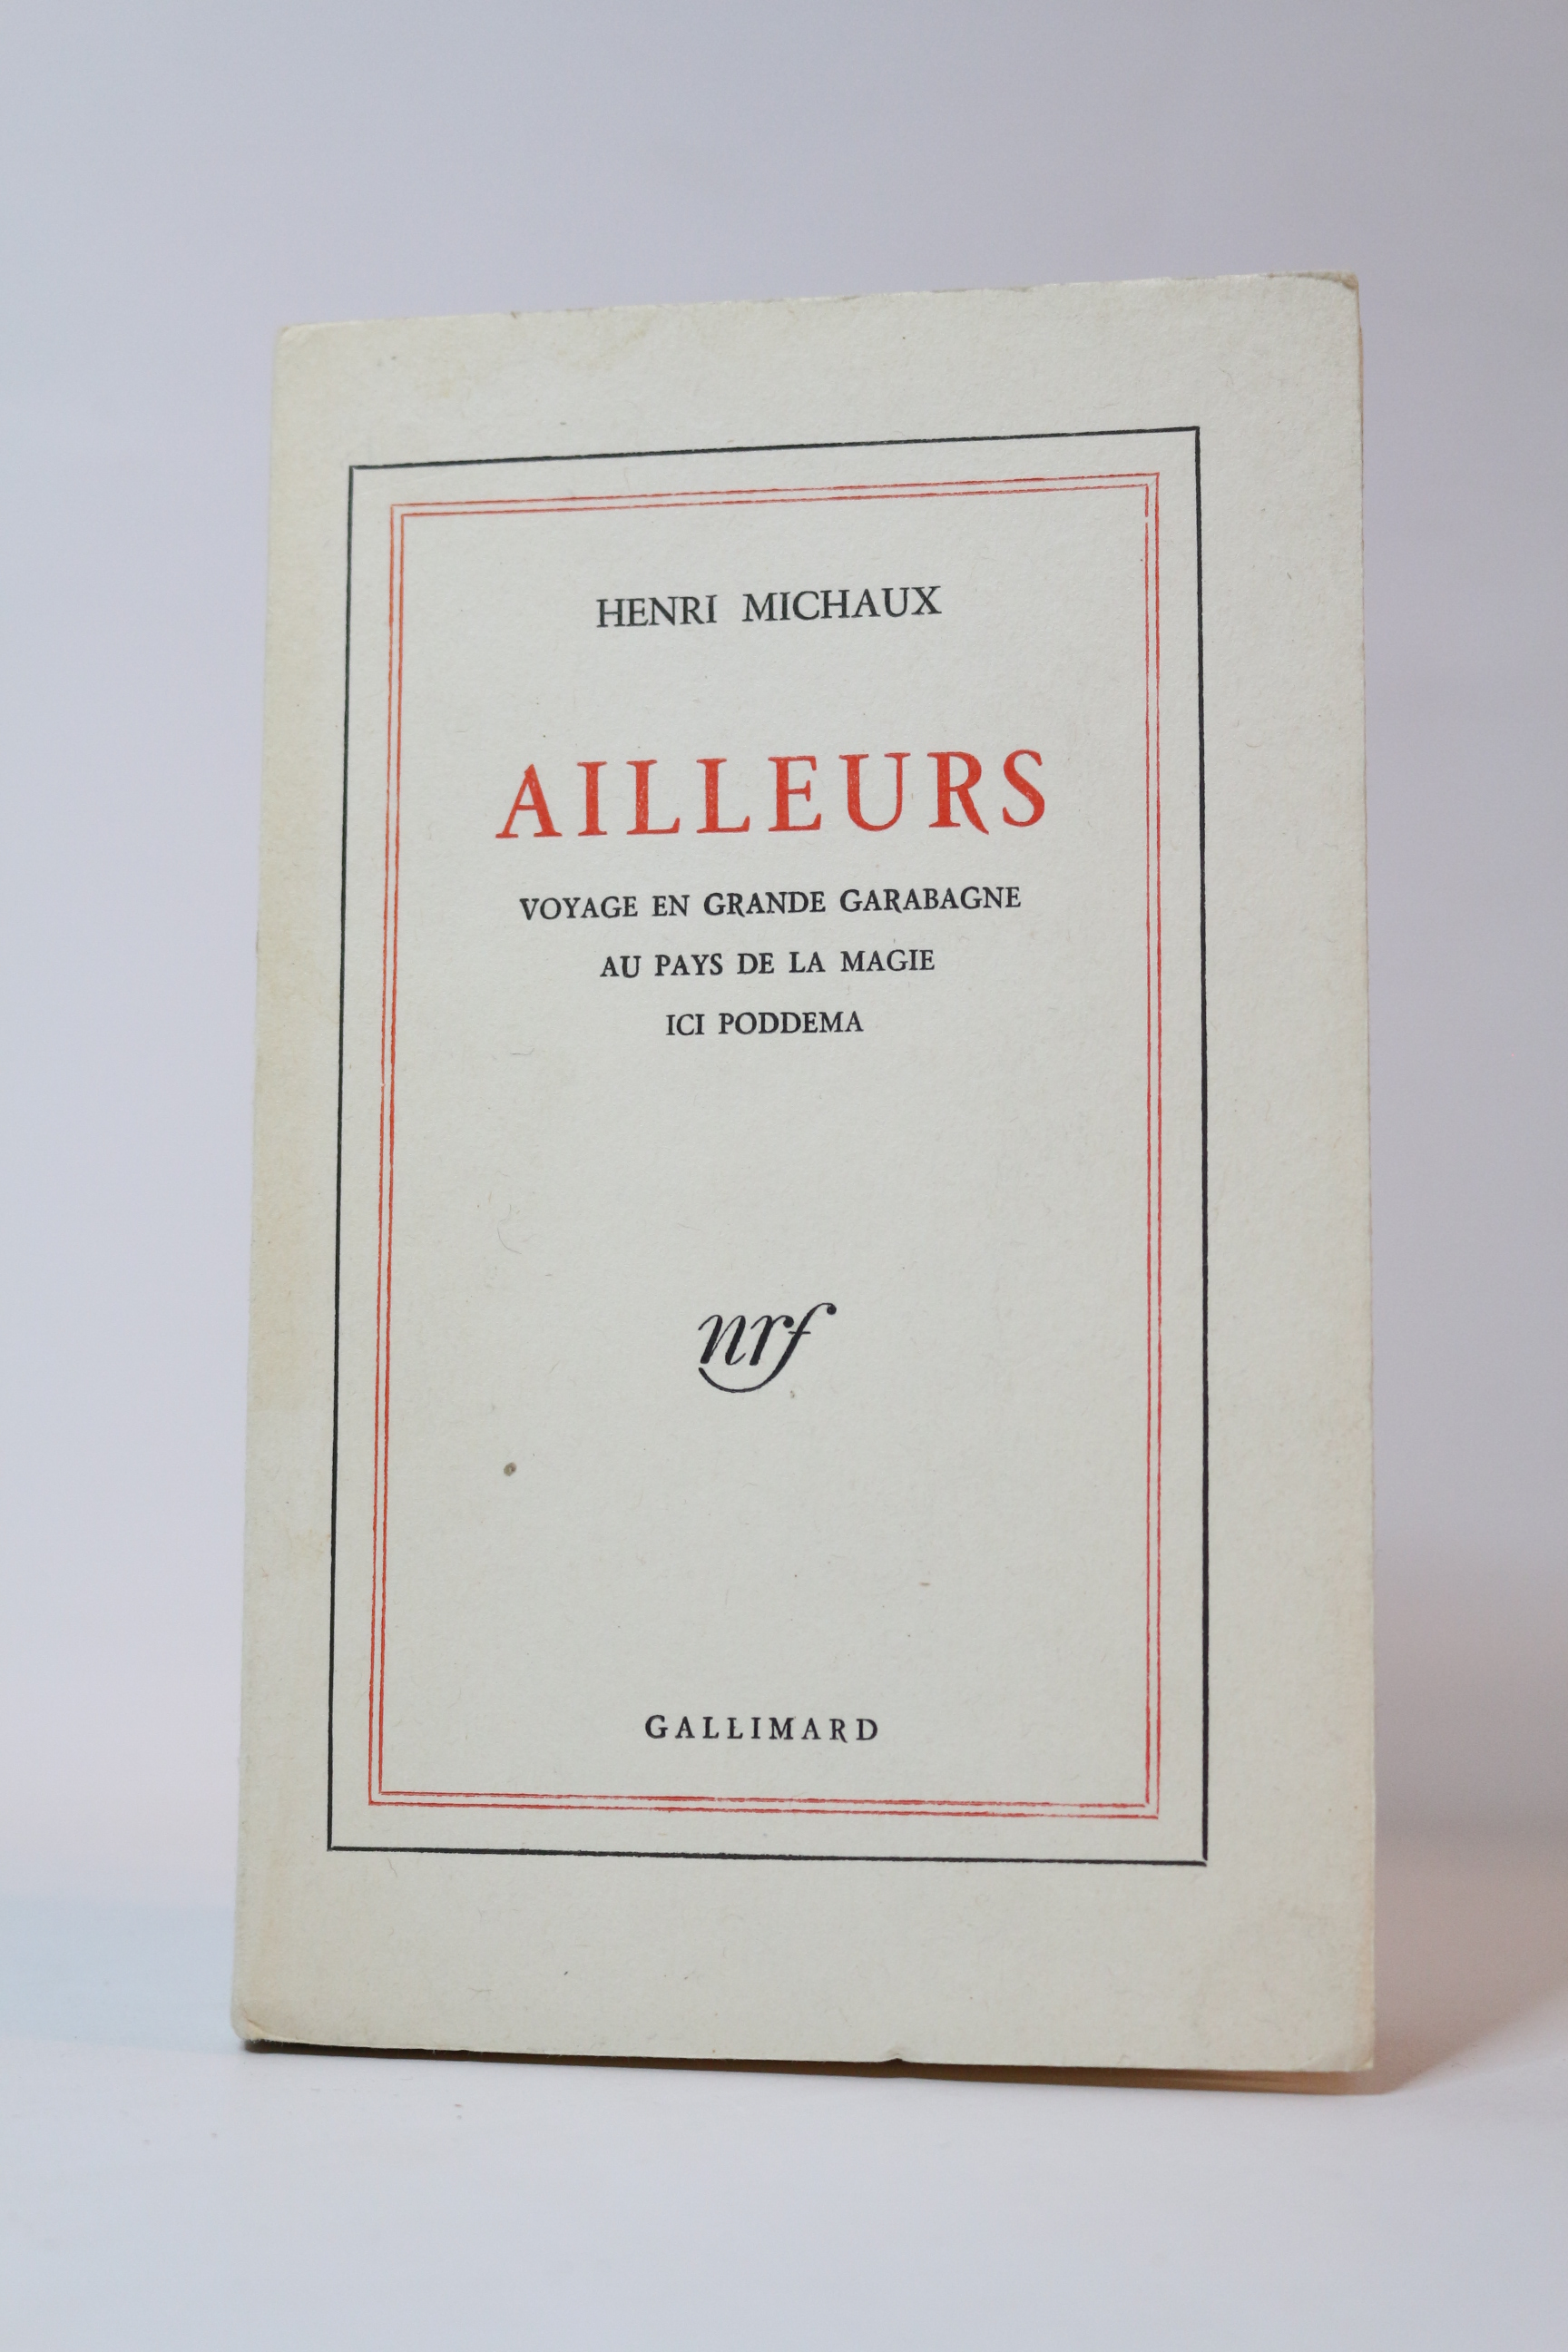 HENRI MICHAUX
AILLEURS
VOYAGE EN GRANDE GARABAGNE
AU PAYS DE LA MAGIE
ICI PODDEMA
nrf
GALLIMARD